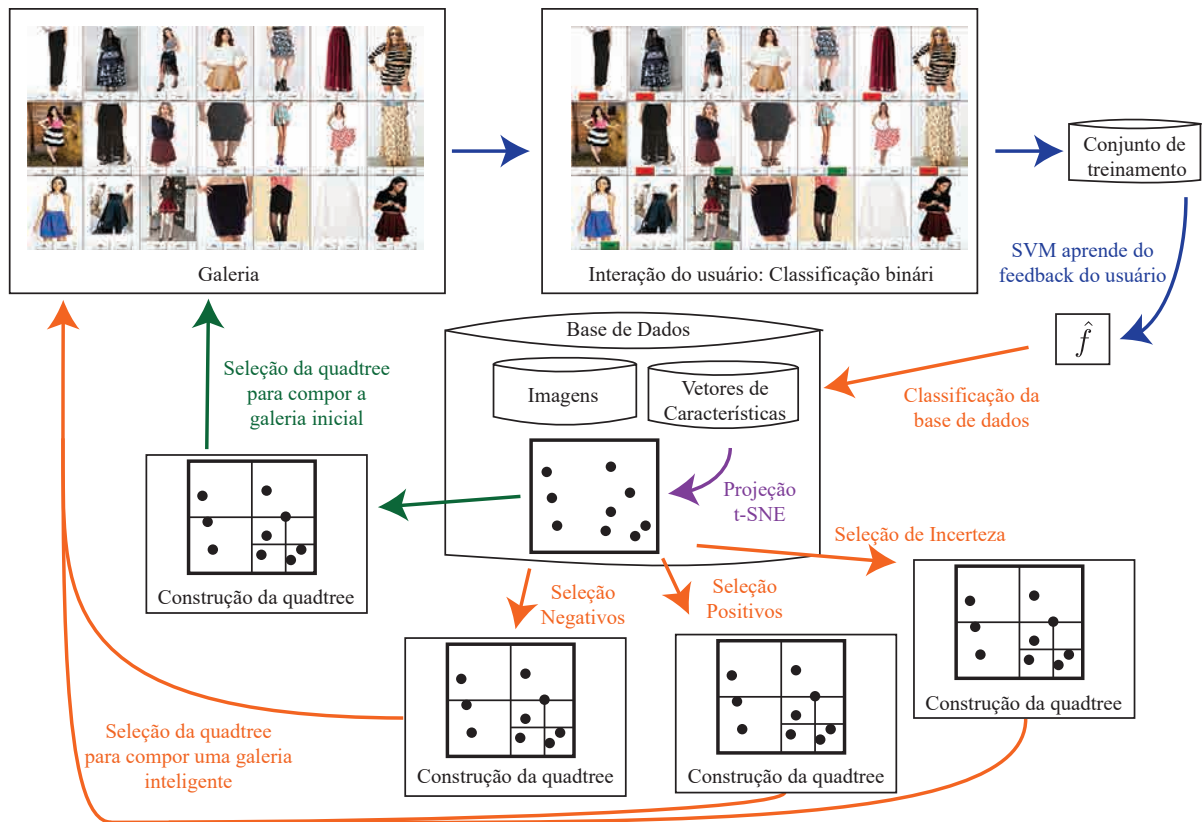 Galeria
Interação do usuário: Classificação binári
Conjunto de
treinamento
SVM aprende do
feedback do usuário
f̂
Base de Dados
Imagens
Vetores de
Características
Classificação da
base de dados
Seleção da quadtree
para compor a
galeria inicial
Projeção
t-SNE
Construção da quadtree
Seleção de Incerteza
Seleção
Negativos
Seleção
Positivos
Construção da quadtree
Construção da quadtree
Construção da quadtree
Seleção da quadtree
para compor uma galeria
inteligente